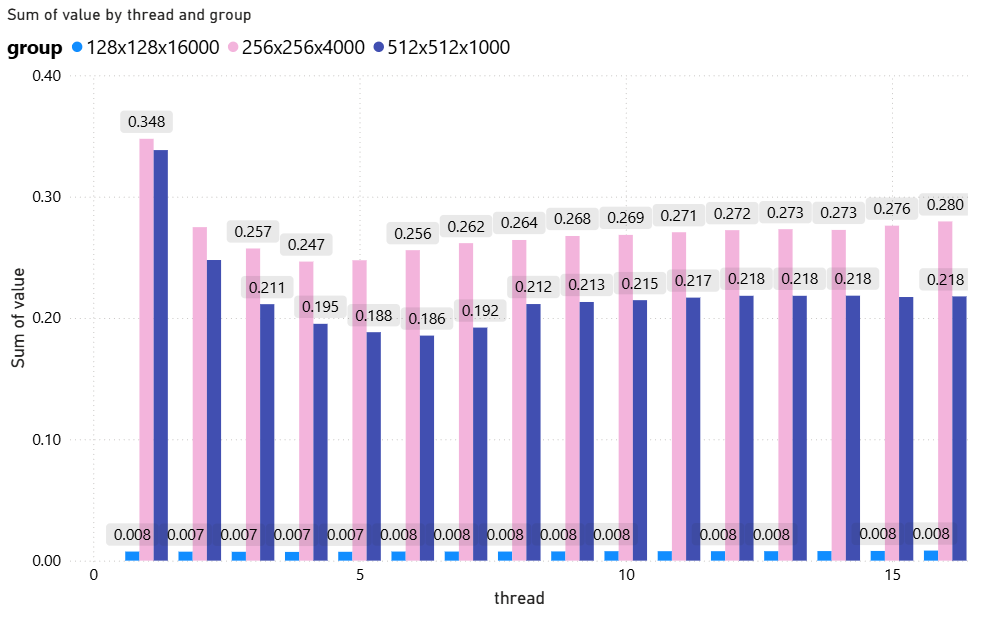 Sum of value by thread and group
group 128x128x16000 256x256x4000 512x512x1000
0.40
0.348
0.30
0.257 0.247 0.256 0.262 0.264 0.268 0.269 0.271 0.272 0.273 0.273 0.276 0.280
0.211 0.195 0.188 0.186 0.192 0.212 0.213 0.215 0.217 0.218 0.218 0.218 0.218
0.20
Sum of value
0.10
0.008 0.007 0.007 0.007 0.007 0.008 0.008 0.008 0.008 0.008 0.008 0.008 0.008 0.008
0.00
0 5 10 15
thread